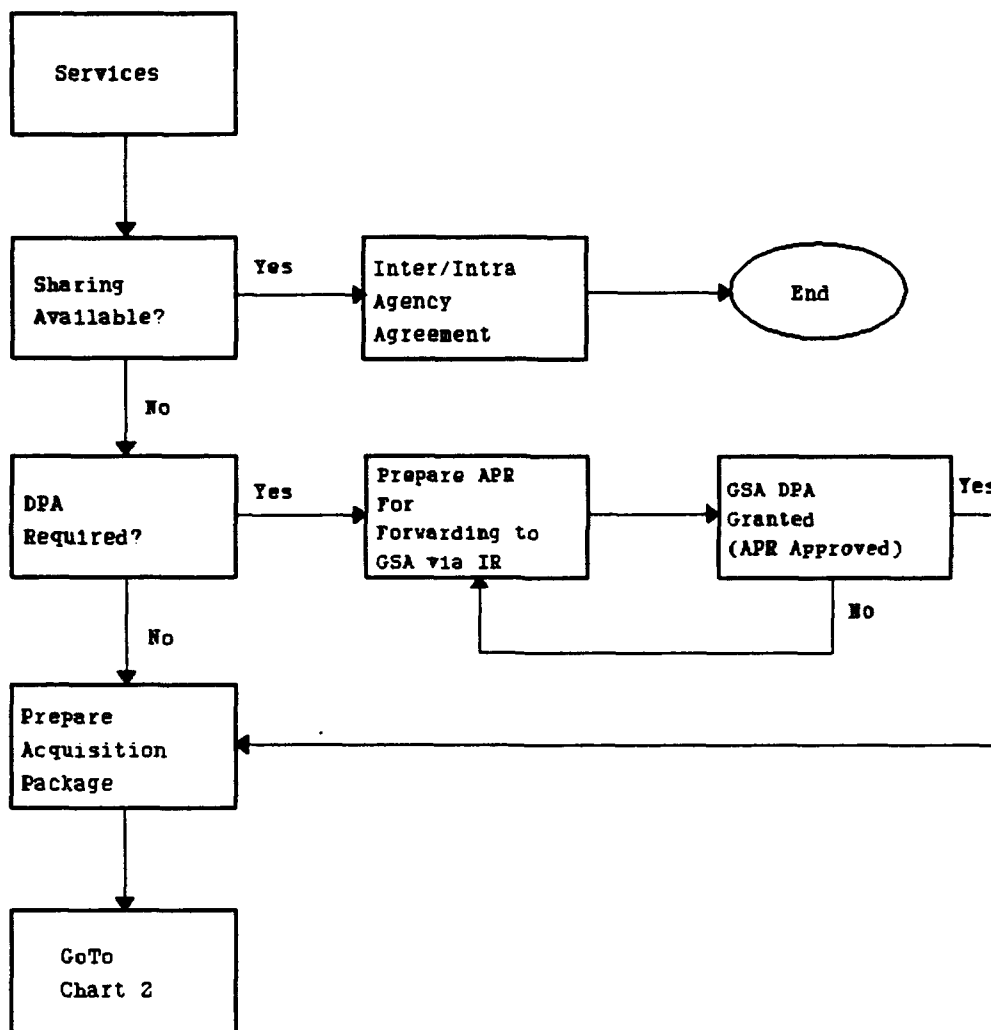 Services
Sharing
Available?
Yes
Inter/Intra
Agency
Agreement
End
No
DPA
Required?
Yes
Prepare APR
For
Forwarding to
GSA via IR
GSA DPA
Granted
(APR Approved)
Yes
No
No
Prepare
Acquisition
Package
GoTo
Chart 2